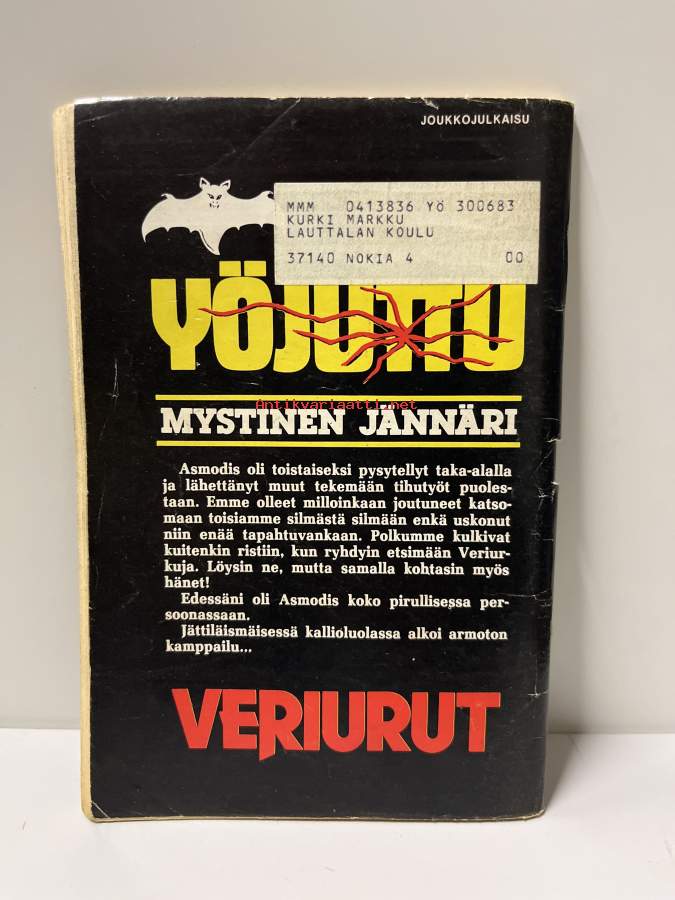 JOUKKOJULKAISU
MMM 0413836 YÖ 300683
KURKI MARKKU
LAUTTALAN KOULU
37140 NOKIA 4 00
YÖJUTTU
Antikvariaatti.net
MYSTINEN JÄNNÄRI
Asmodis oli toistaiseksi pysytellyt taka-alalla
ja lähettänyt muut tekemään tihutyöt puoles-
taan. Emme olleet milloinkaan joutuneet katso-
maan toisiamme silmästä silmään enkä uskonut
niin enää tapahtuvankaan. Polkumme kulkivat
kuitenkin ristiin, kun ryhdyin etsimään Veriur-
kuja. Löysin ne, mutta samalla kohtasin myös
hänet!
Edessäni oli Asmodis koko pirullisessa per-
soonassaan.
Jättiläismäisessä kallioluolassa alkoi armoton
kamppailu...
VERIURUT